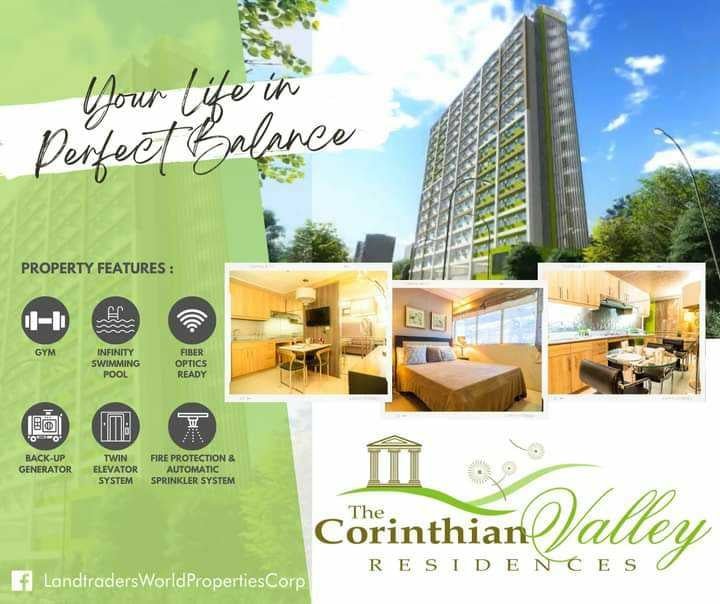 Your Life in
Perfect Balance
PROPERTY FEATURES :
GYM
INFINITY
SWIMMING
POOL
FIBER
OPTICS
READY
BACK-UP
GENERATOR
TWIN
ELEVATOR
SYSTEM
FIRE PROTECTION &
AUTOMATIC
SPRINKLER SYSTEM
The
Corinthian Valley
RESIDENCES
f LandtradersWorldPropertiesCorp